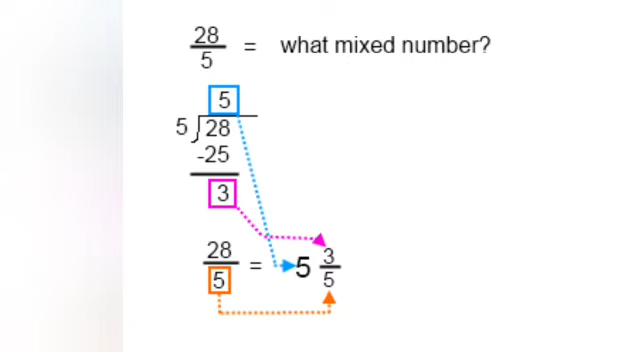 28/5 = what mixed number?
5
5)28
-25
3
28/5 = 5 3/5